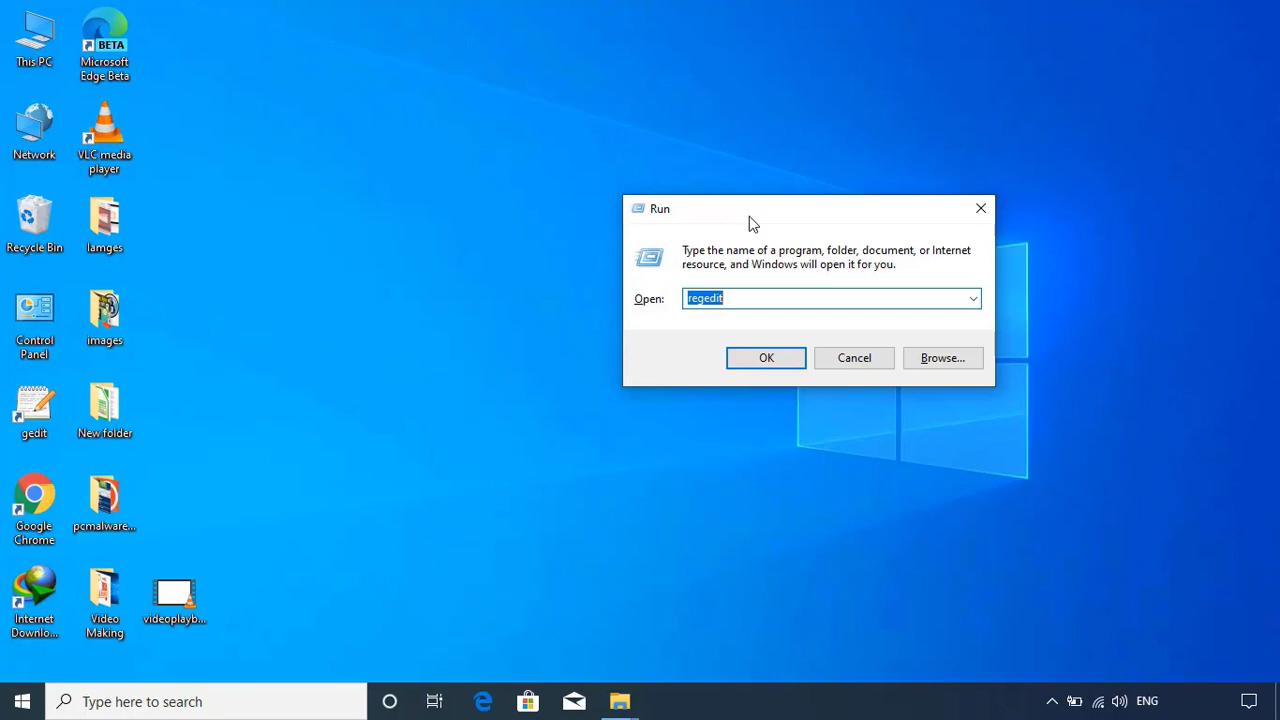 This PC
Microsoft
Edge Beta
BETA
Network
VLC media
player
Recycle Bin
Iamges
Control
Panel
images
gedit
New folder
Google
Chrome
pcmalware...
Internet
Downlo...
Video
Making
videoplayb...
Run
Type the name of a program, folder, document, or Internet
resource, and Windows will open it for you.
Open:
regedit
OK
Cancel
Browse...
Type here to search
ENG